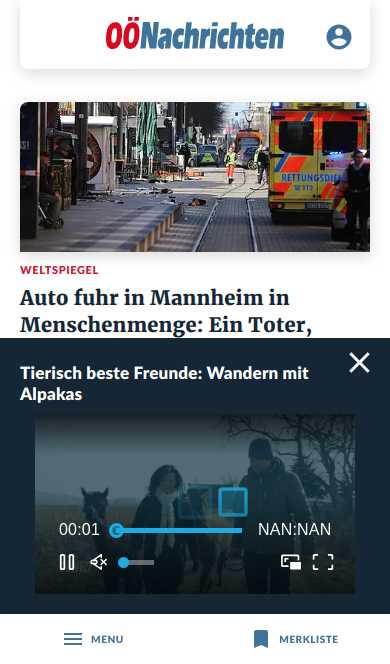 OÖNachrichten
RETTUNGSDIENST
112
WELTSPIEGEL
Auto fuhr in Mannheim in
Menschenmenge: Ein Toter,
Tierisch beste Freunde: Wandern mit
Alpakas
00:01
NAN:NAN
MENU
MERKLISTE